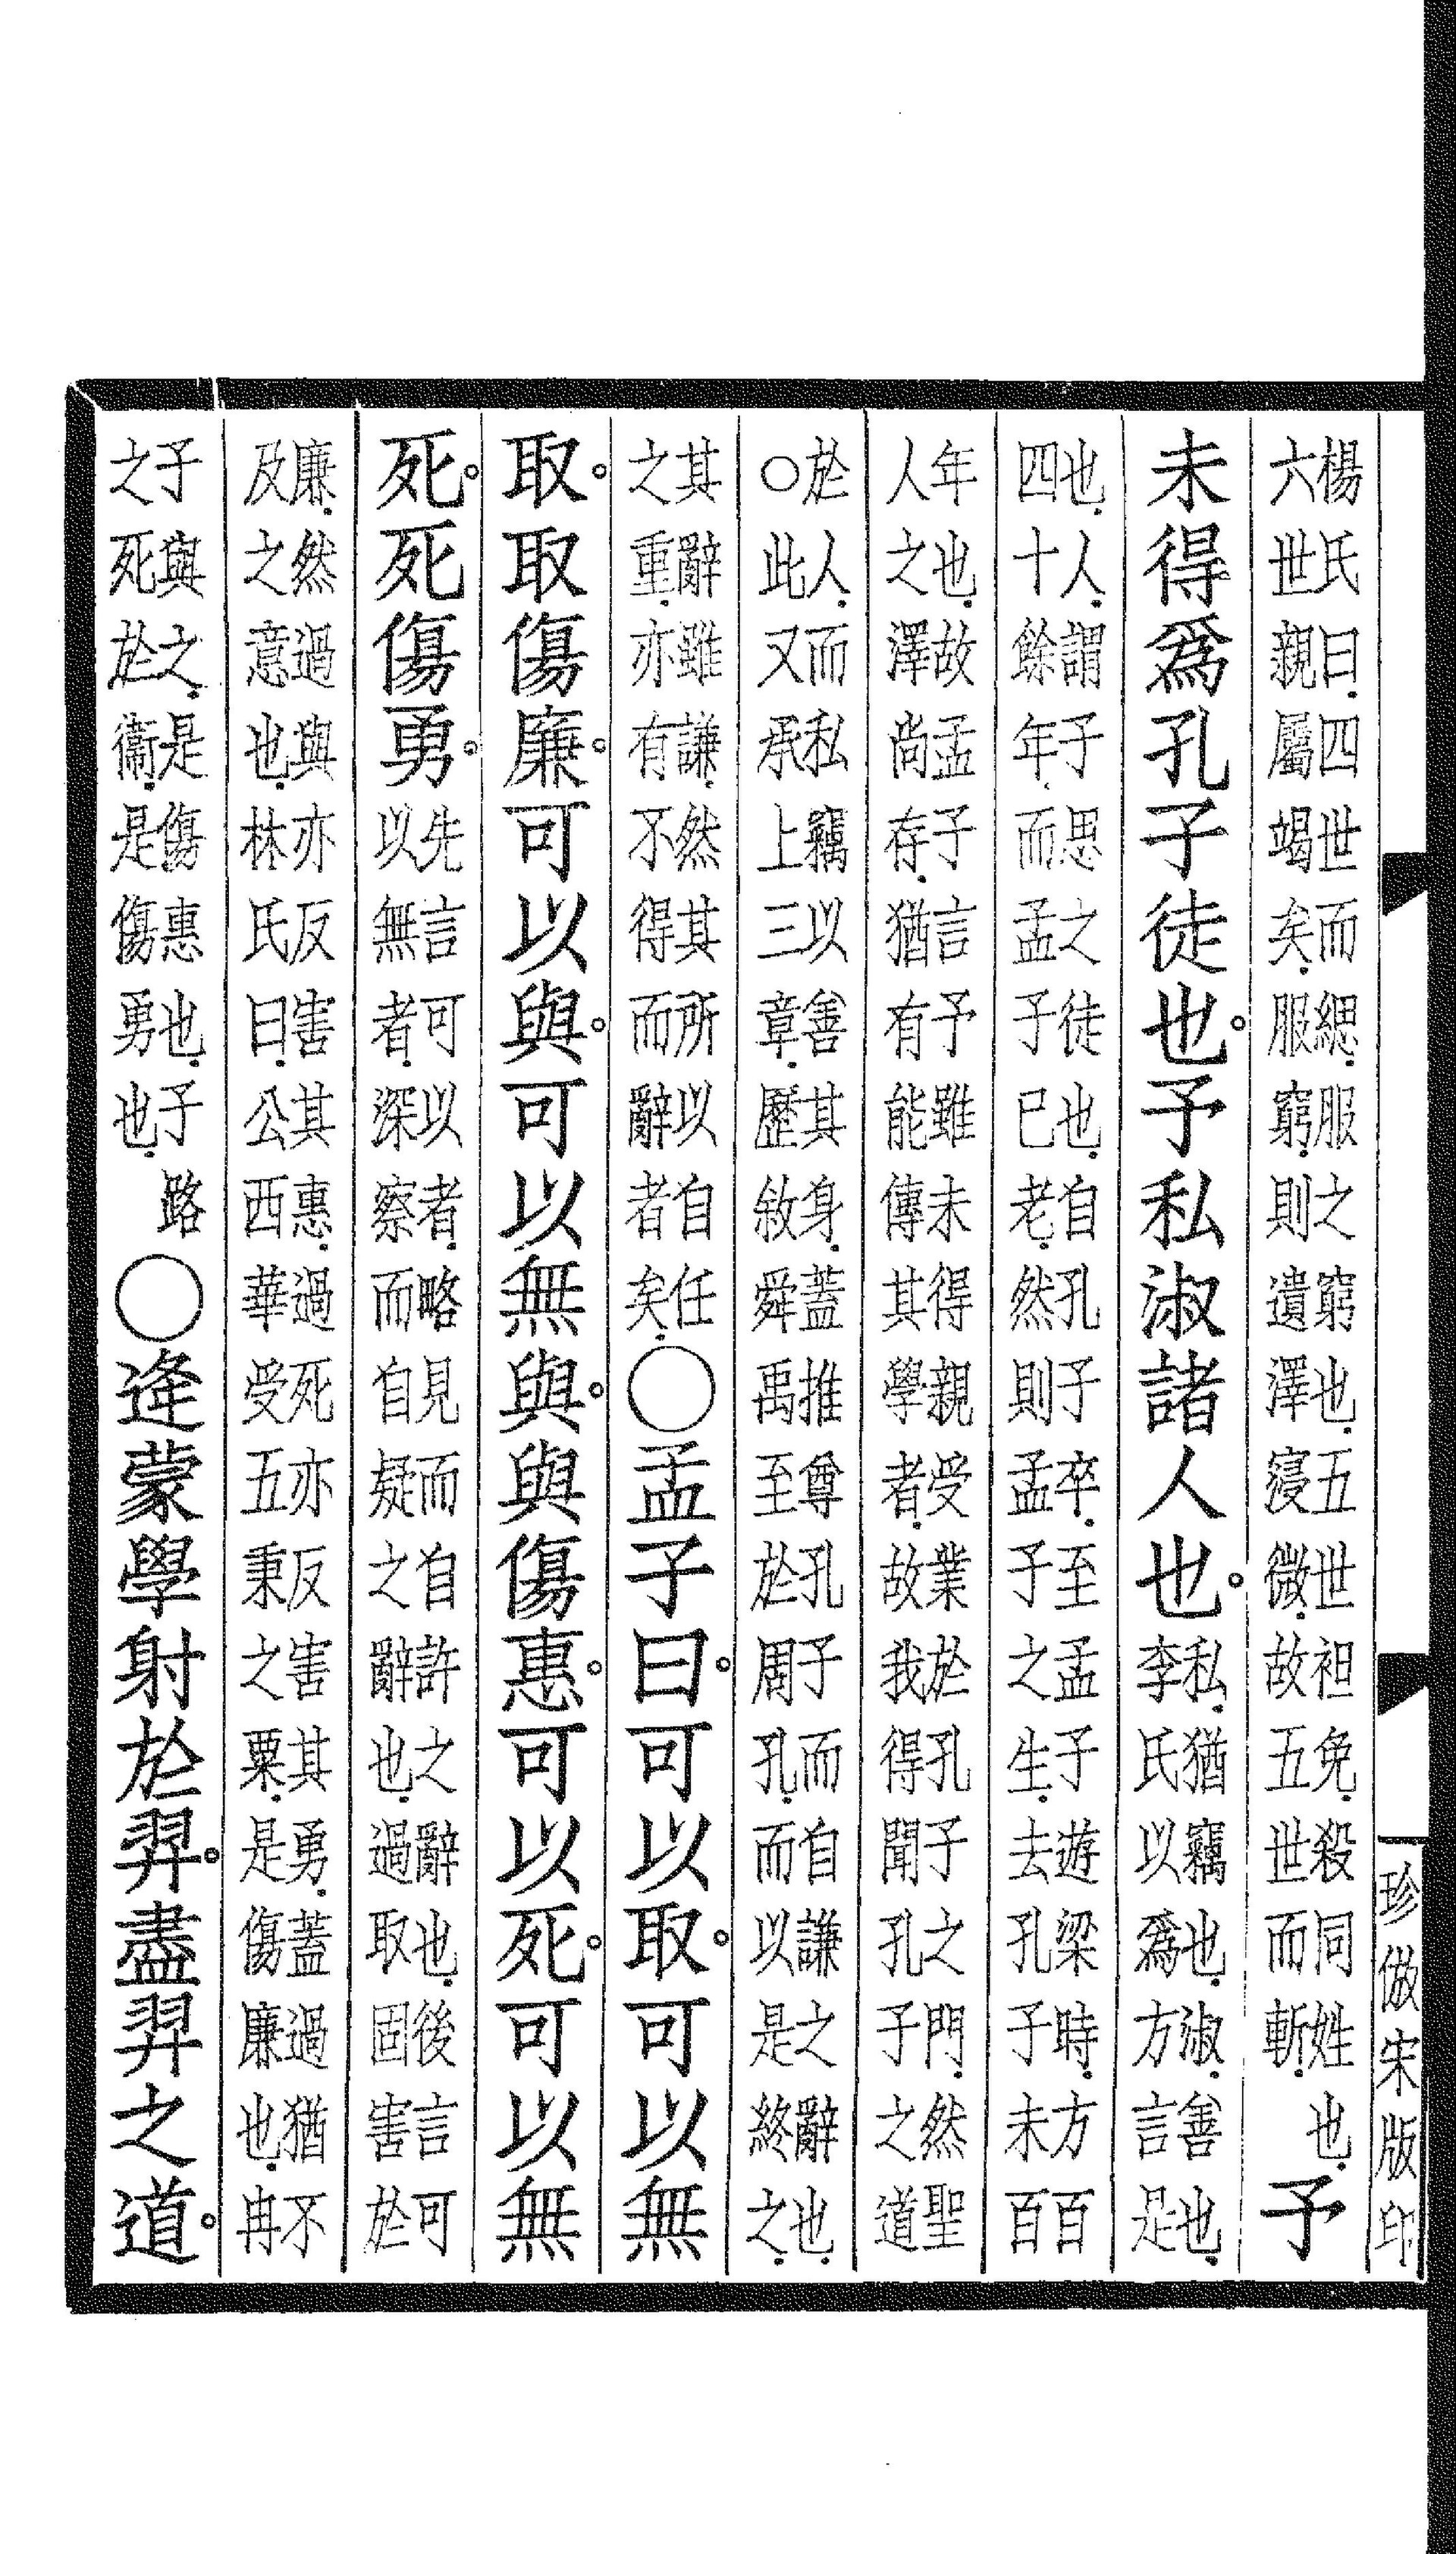 珍倣宋版印
楊氏曰、四世而緦、服之窮也、五世袒免、殺同姓也、
六世親屬竭矣、服窮、則遺澤寖微、故五世而斬、
予
未得爲孔子徒也。予私淑諸人也。
私、猶竊也、淑、善也、
李氏以爲方言是
也、人、謂子思之徒也、自孔子卒、至孟子遊梁時、方百
四十餘年、而孟子已老、然則孟子之生、去孔子未百
年也、故孟子言予雖未得親受業於孔子之門、然聖
人之澤尚存、猶有能傳其學者、故我得聞孔子之道
於人、而私竊以善其身、蓋推尊孔子而自謙之辭也、
○此又承上三章、歷敘舜禹至於周孔、而以是終之、
其辭雖謙、然其所以自任
之重、亦有不得而辭者矣、
○孟子曰。可以取。可以無
取。取傷廉。可以與。可以無與。與傷惠。可以死。可以無
死。死傷勇。
先言可以者、略見而自許之辭也、後言可
以無者、深察而自疑之辭也、過取固害於
廉、然過與亦反害其惠、過死亦反害其勇、蓋過猶不
及之意也、林氏曰、公西華受五秉之粟、是傷廉也、冉
子與之、是傷惠也、子路
之死於衞是傷勇也、
○逄蒙學射於羿。盡羿之道。